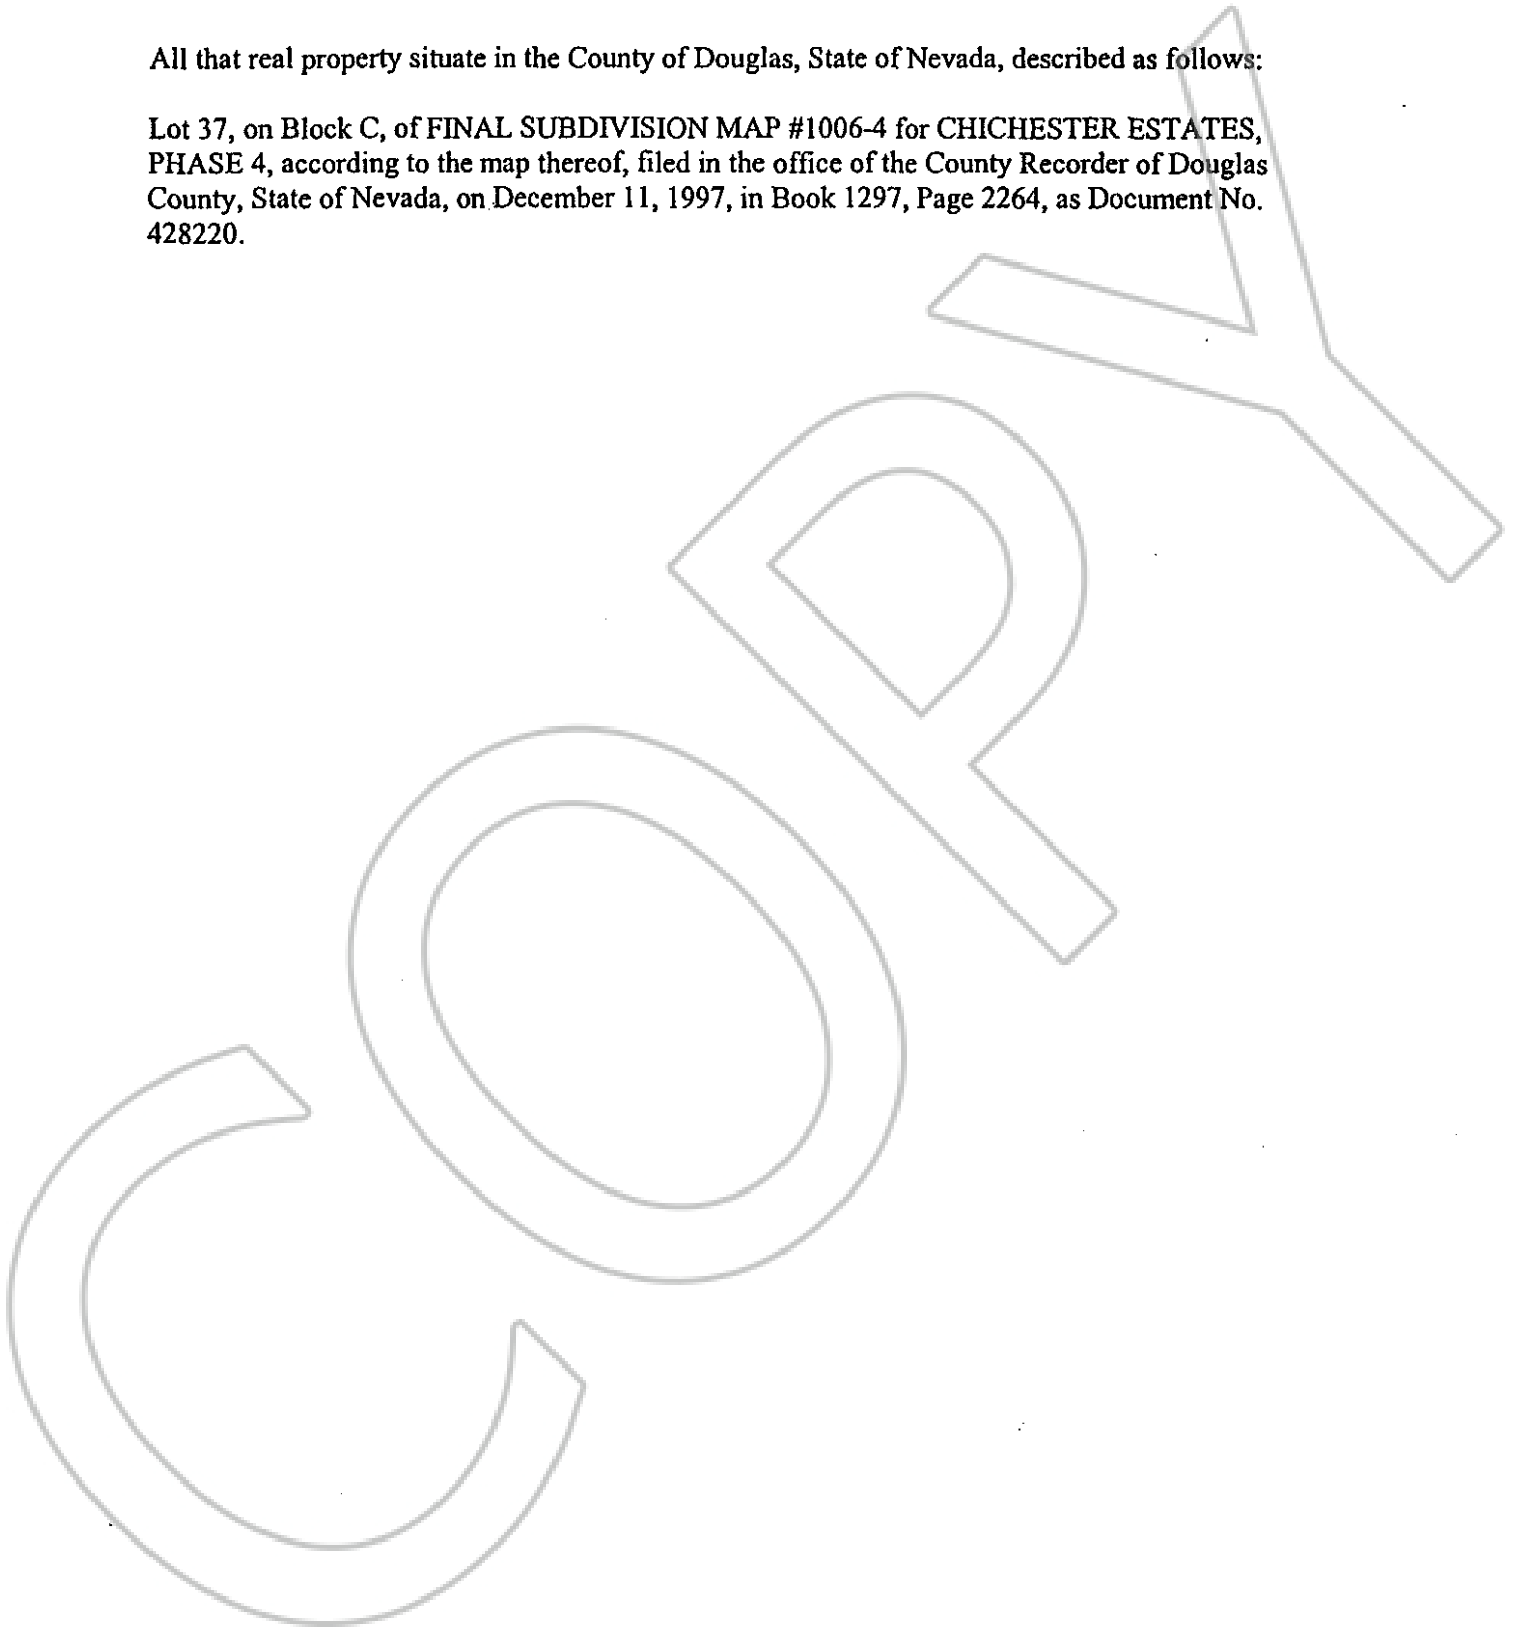 All that real property situate in the County of Douglas, State of Nevada, described as follows:
Lot 37, on Block C, of FINAL SUBDIVISION MAP #1006-4 for CHICHESTER ESTATES,
PHASE 4, according to the map thereof, filed in the office of the County Recorder of Douglas
County, State of Nevada, on December 11, 1997, in Book 1297, Page 2264, as Document No.
428220.
COPY